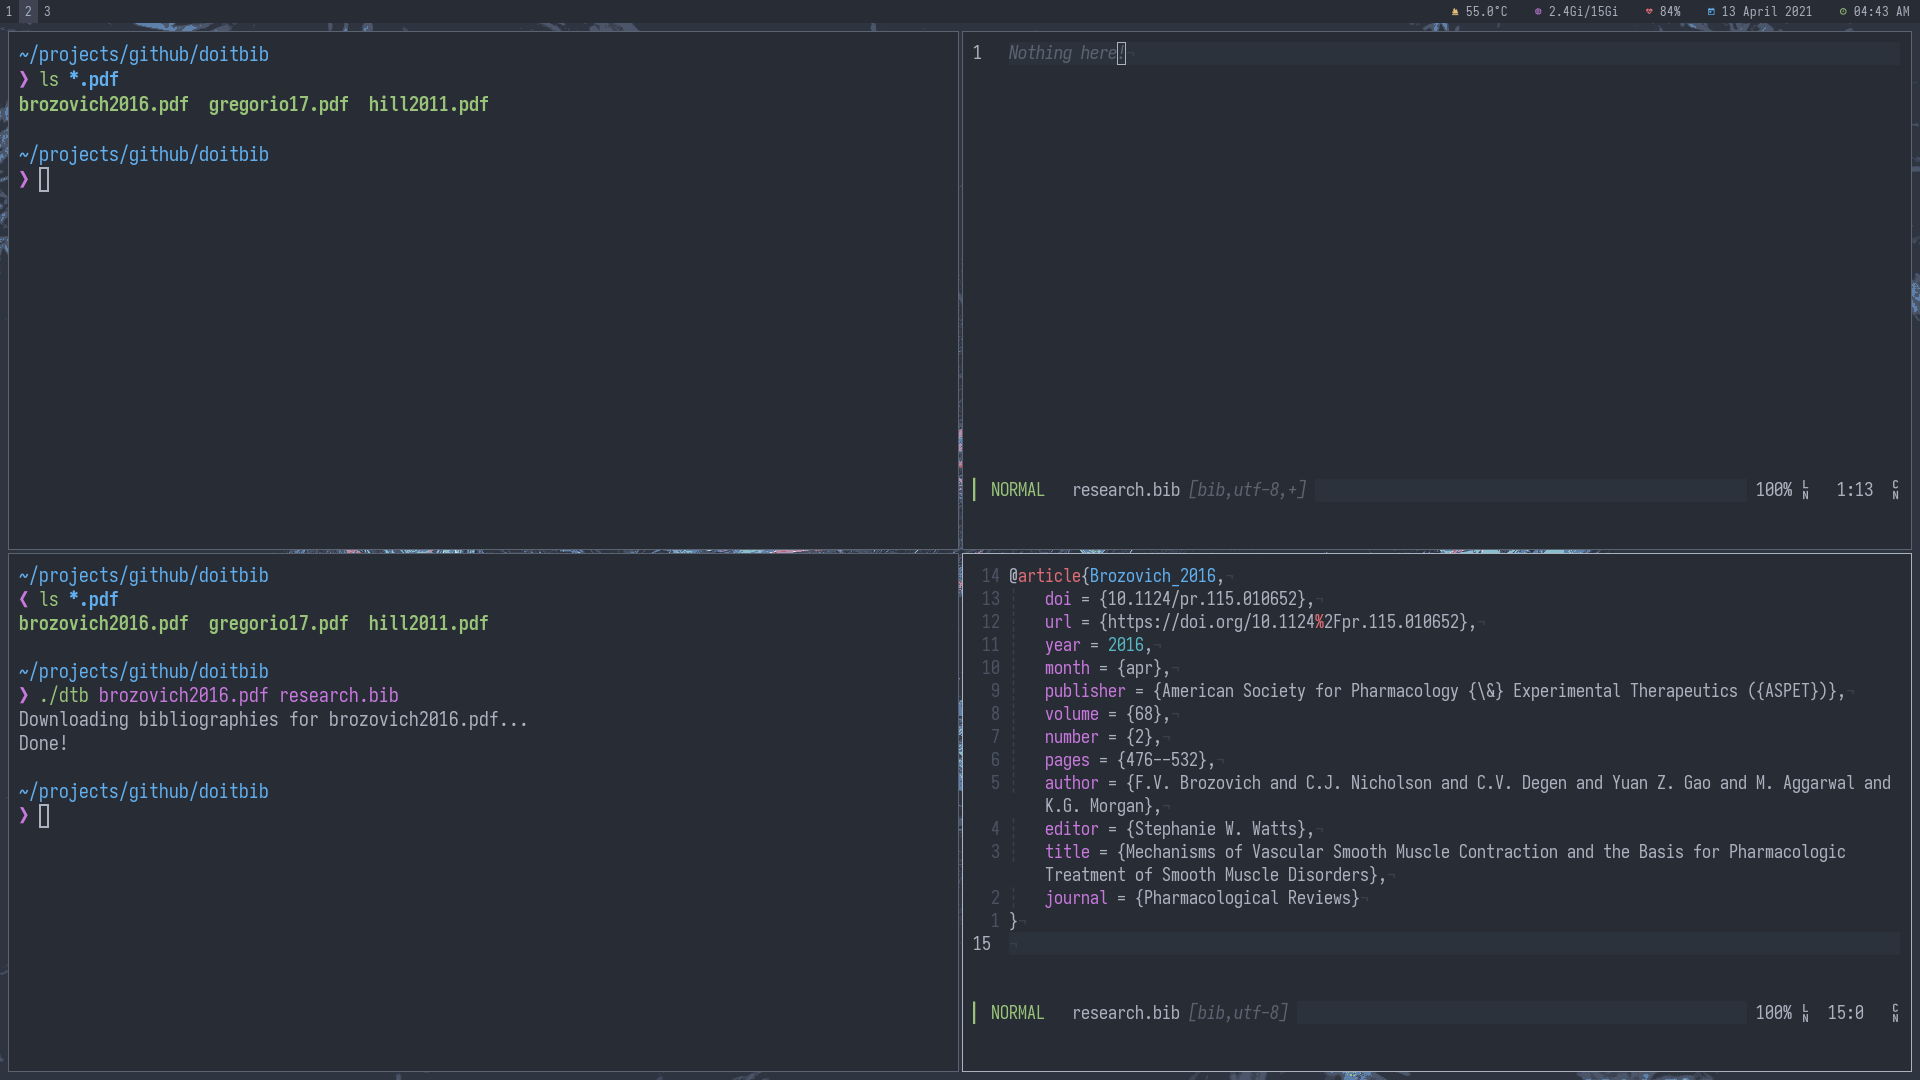 1 2 3 55.0°C 2.4Gi/15Gi 84% 13 April 2021 04:43 AM
~/projects/github/doitbib
❯ ls *.pdf
brozovich2016.pdf gregorio17.pdf hill2011.pdf
~/projects/github/doitbib
❯
1 Nothing here!¬
NORMAL research.bib [bib,utf-8,+] 100% LN 1:13 CN
~/projects/github/doitbib
❮ ls *.pdf
brozovich2016.pdf gregorio17.pdf hill2011.pdf
~/projects/github/doitbib
❯ ./dtb brozovich2016.pdf research.bib
Downloading bibliographies for brozovich2016.pdf...
Done!
~/projects/github/doitbib
❯
14 @article{Brozovich_2016,¬
13 doi = {10.1124/pr.115.010652},¬
12 url = {https://doi.org/10.1124%2Fpr.115.010652},¬
11 year = 2016,¬
10 month = {apr},¬
9 publisher = {American Society for Pharmacology {\&} Experimental Therapeutics ({ASPET})},¬
8 volume = {68},¬
7 number = {2},¬
6 pages = {476--532},¬
5 author = {F.V. Brozovich and C.J. Nicholson and C.V. Degen and Yuan Z. Gao and M. Aggarwal and
K.G. Morgan},¬
4 editor = {Stephanie W. Watts},¬
3 title = {Mechanisms of Vascular Smooth Muscle Contraction and the Basis for Pharmacologic
Treatment of Smooth Muscle Disorders},¬
2 journal = {Pharmacological Reviews}¬
1 }¬
15 ¬
NORMAL research.bib [bib,utf-8] 100% LN 15:0 CN